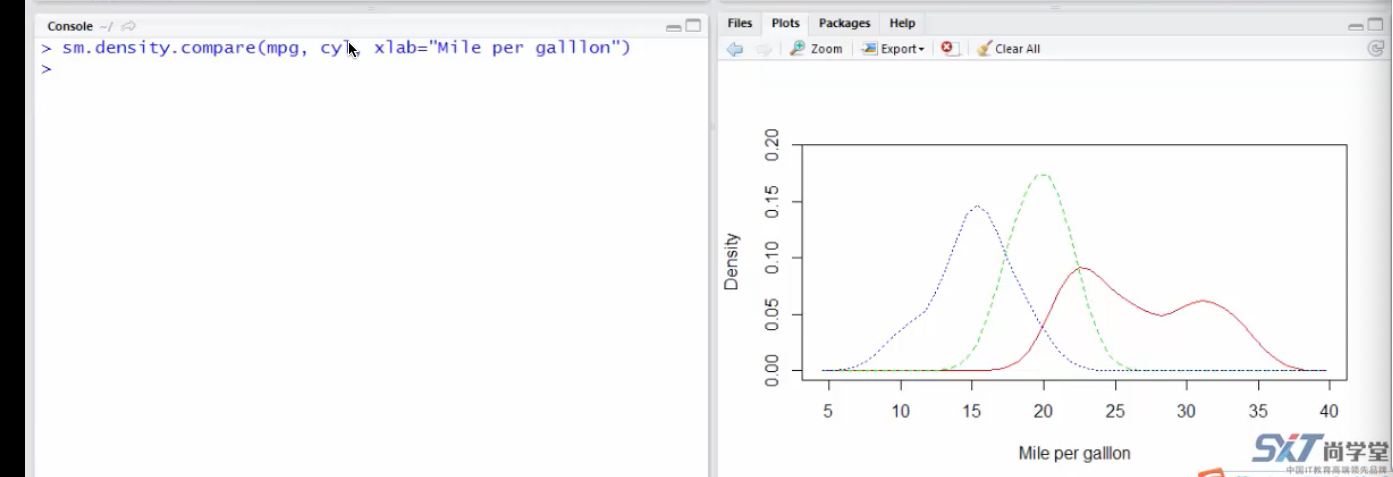 Console ~/
> sm.density.compare(mpg, cyl, xlab="Mile per galllon")
>
Files Plots Packages Help
Zoom Export Clear All
0.20
0.15
0.10
0.05
0.00
Density
5 10 15 20 25 30 35 40
Mile per galllon
SXT 尚学堂
中国IT教育高端领先品牌